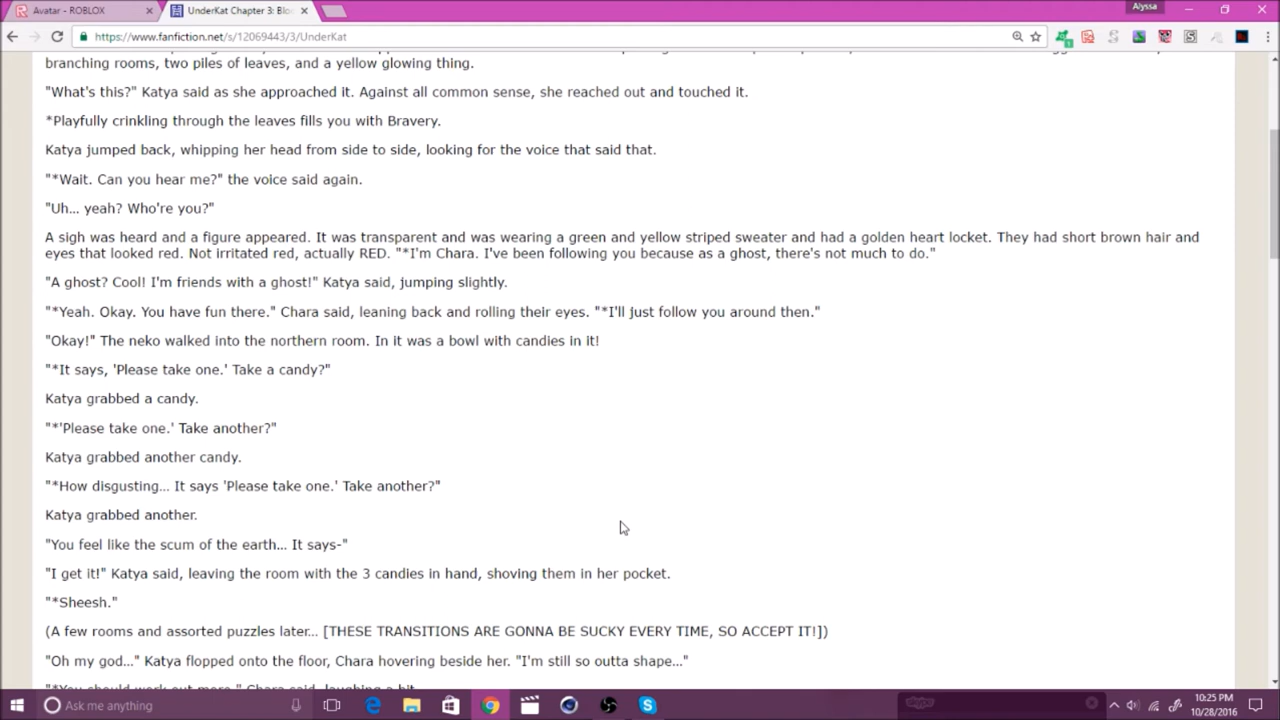 Avatar - ROBLOX
UnderKat Chapter 3: Blo
Alyssa
https://www.fanfiction.net/s/12069443/3/UnderKat
branching rooms, two piles of leaves, and a yellow glowing thing.
"What's this?" Katya said as she approached it. Against all common sense, she reached out and touched it.
*Playfully crinkling through the leaves fills you with Bravery.
Katya jumped back, whipping her head from side to side, looking for the voice that said that.
"*Wait. Can you hear me?" the voice said again.
"Uh... yeah? Who're you?"
A sigh was heard and a figure appeared. It was transparent and was wearing a green and yellow striped sweater and had a golden heart locket. They had short brown hair and
eyes that looked red. Not irritated red, actually RED. "*I'm Chara. I've been following you because as a ghost, there's not much to do."
"A ghost? Cool! I'm friends with a ghost!" Katya said, jumping slightly.
"*Yeah. Okay. You have fun there." Chara said, leaning back and rolling their eyes. "*I'll just follow you around then."
"Okay!" The neko walked into the northern room. In it was a bowl with candies in it!
"*It says, 'Please take one.' Take a candy?"
Katya grabbed a candy.
"*'Please take one.' Take another?"
Katya grabbed another candy.
"*How disgusting... It says 'Please take one.' Take another?"
Katya grabbed another.
"You feel like the scum of the earth... It says-"
"I get it!" Katya said, leaving the room with the 3 candies in hand, shoving them in her pocket.
"*Sheesh."
(A few rooms and assorted puzzles later... [THESE TRANSITIONS ARE GONNA BE SUCKY EVERY TIME, SO ACCEPT IT!])
"Oh my god..." Katya flopped onto the floor, Chara hovering beside her. "I'm still so outta shape..."
"*You should work out more." Chara said, laughing a bit.
Ask me anything
10:25 PM
10/28/2016